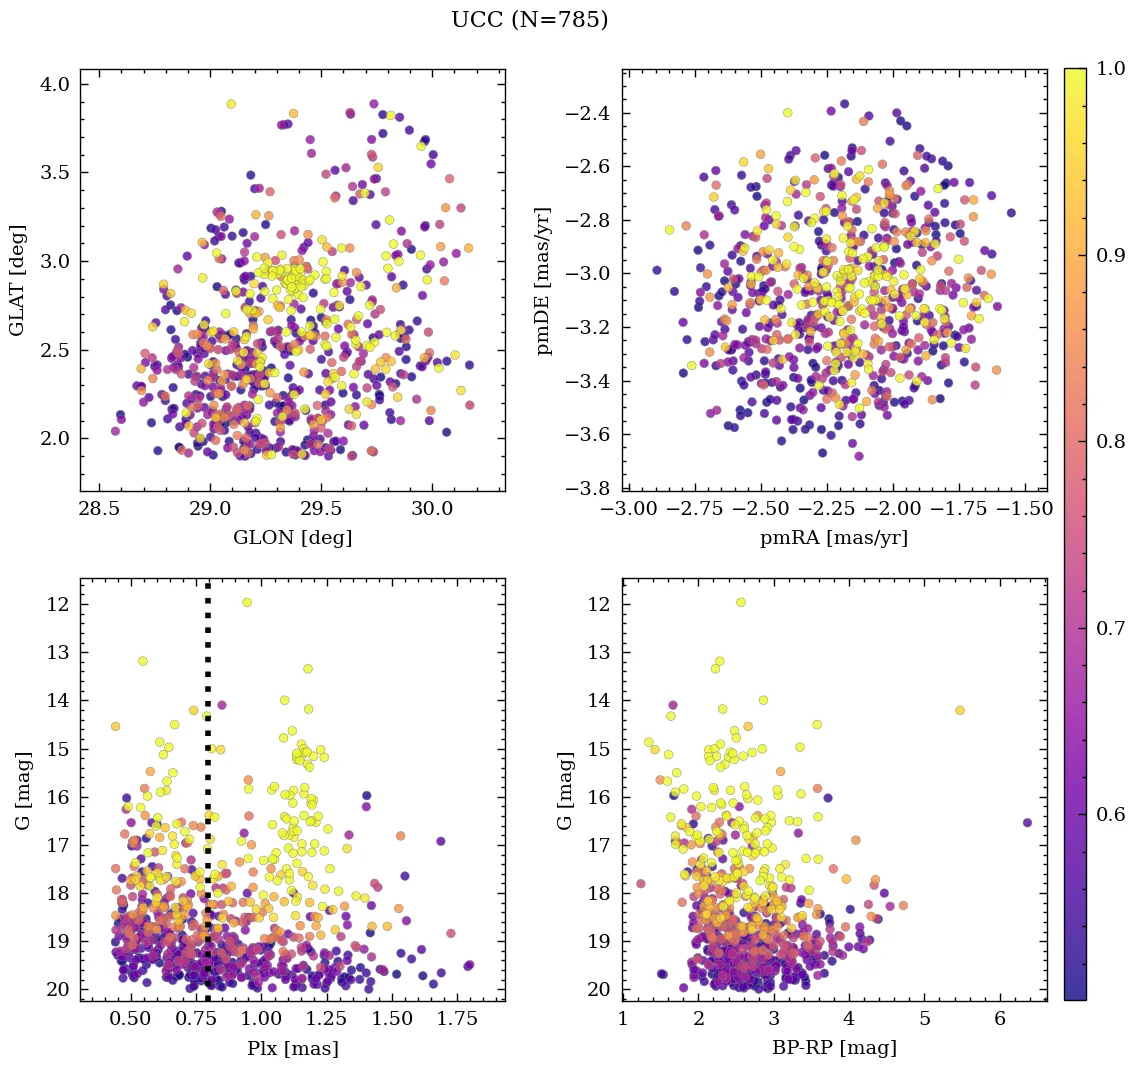 UCC (N=785)
4.0
3.5
3.0
2.5
2.0
GLAT [deg]
28.5 29.0 29.5 30.0
GLON [deg]
−2.4
−2.6
−2.8
−3.0
−3.2
−3.4
−3.6
−3.8
pmDE [mas/yr]
−3.00 −2.75 −2.50 −2.25 −2.00 −1.75 −1.50
pmRA [mas/yr]
12
13
14
15
16
17
18
19
20
G [mag]
0.50 0.75 1.00 1.25 1.50 1.75
Plx [mas]
12
13
14
15
16
17
18
19
20
G [mag]
1 2 3 4 5 6
BP-RP [mag]
1.0
0.9
0.8
0.7
0.6